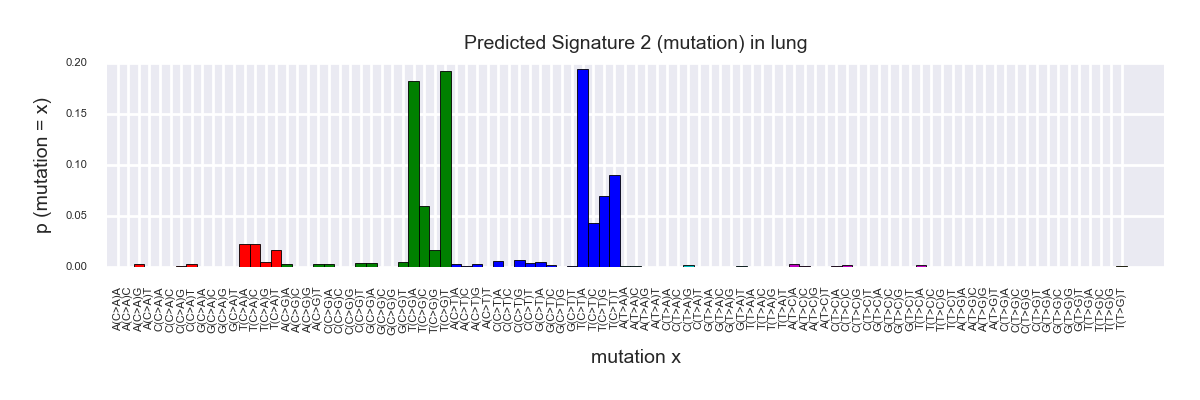 Predicted Signature 2 (mutation) in lung
p (mutation = x)
0.20
0.15
0.10
0.05
0.00
A(C>A)A
A(C>A)C
A(C>A)G
A(C>A)T
C(C>A)A
C(C>A)C
C(C>A)G
C(C>A)T
G(C>A)A
G(C>A)C
G(C>A)G
G(C>A)T
T(C>A)A
T(C>A)C
T(C>A)G
T(C>A)T
A(C>G)A
A(C>G)C
A(C>G)G
A(C>G)T
C(C>G)A
C(C>G)C
C(C>G)G
C(C>G)T
G(C>G)A
G(C>G)C
G(C>G)G
G(C>G)T
T(C>G)A
T(C>G)C
T(C>G)G
T(C>G)T
A(C>T)A
A(C>T)C
A(C>T)G
A(C>T)T
C(C>T)A
C(C>T)C
C(C>T)G
C(C>T)T
G(C>T)A
G(C>T)C
G(C>T)G
G(C>T)T
T(C>T)A
T(C>T)C
T(C>T)G
T(C>T)T
A(T>A)A
A(T>A)C
A(T>A)G
A(T>A)T
C(T>A)A
C(T>A)C
C(T>A)G
C(T>A)T
G(T>A)A
G(T>A)C
G(T>A)G
G(T>A)T
T(T>A)A
T(T>A)C
T(T>A)G
T(T>A)T
A(T>C)A
A(T>C)C
A(T>C)G
A(T>C)T
C(T>C)A
C(T>C)C
C(T>C)G
C(T>C)T
G(T>C)A
G(T>C)C
G(T>C)G
G(T>C)T
T(T>C)A
T(T>C)C
T(T>C)G
T(T>C)T
A(T>G)A
A(T>G)C
A(T>G)G
A(T>G)T
C(T>G)A
C(T>G)C
C(T>G)G
C(T>G)T
G(T>G)A
G(T>G)C
G(T>G)G
G(T>G)T
T(T>G)A
T(T>G)C
T(T>G)G
T(T>G)T
mutation x